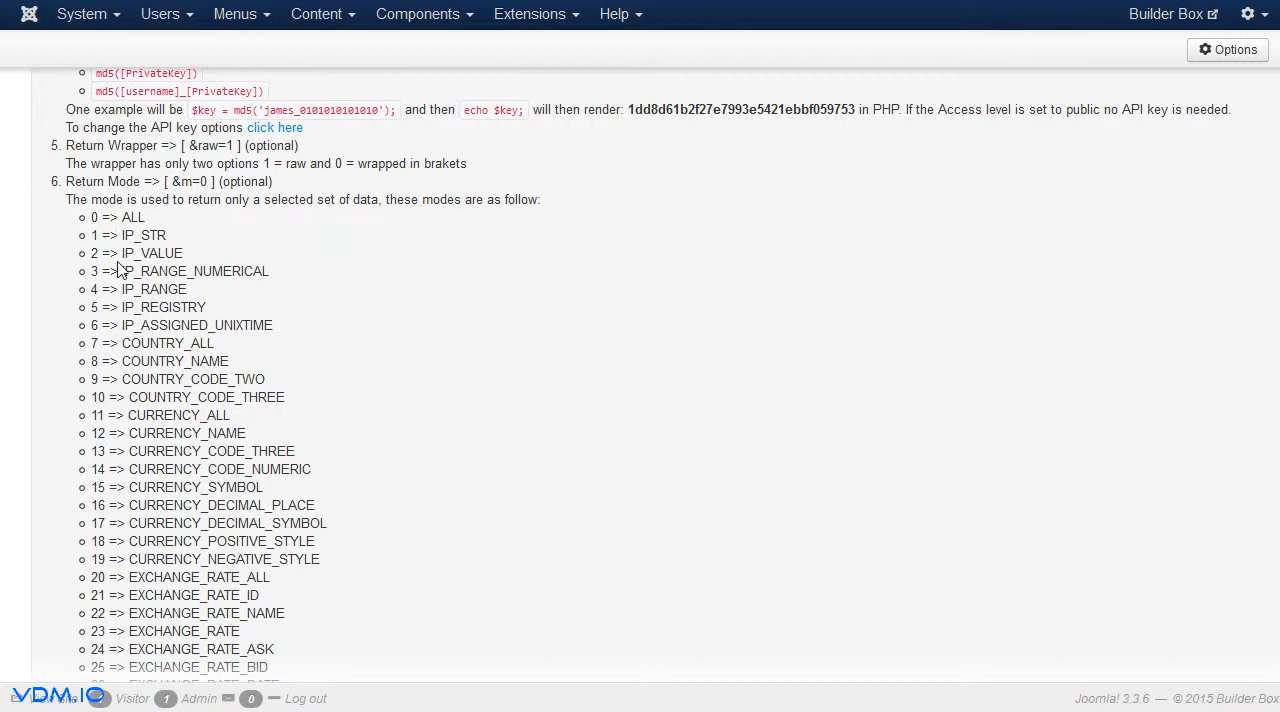 System Users Menus Content Components Extensions Help Builder Box
Options
md5([PrivateKey])
md5([username]_[PrivateKey])
One example will be $key = md5('james_0101010101010'); and then echo $key; will then render: 1dd8d61b2f27e7993e5421ebbf059753 in PHP. If the Access level is set to public no API key is needed.
To change the API key options click here
5. Return Wrapper => [ &raw=1 ] (optional)
The wrapper has only two options 1 = raw and 0 = wrapped in brakets
6. Return Mode => [ &m=0 ] (optional)
The mode is used to return only a selected set of data, these modes are as follow:
0 => ALL
1 => IP_STR
2 => IP_VALUE
3 => IP_RANGE_NUMERICAL
4 => IP_RANGE
5 => IP_REGISTRY
6 => IP_ASSIGNED_UNIXTIME
7 => COUNTRY_ALL
8 => COUNTRY_NAME
9 => COUNTRY_CODE_TWO
10 => COUNTRY_CODE_THREE
11 => CURRENCY_ALL
12 => CURRENCY_NAME
13 => CURRENCY_CODE_THREE
14 => CURRENCY_CODE_NUMERIC
15 => CURRENCY_SYMBOL
16 => CURRENCY_DECIMAL_PLACE
17 => CURRENCY_DECIMAL_SYMBOL
18 => CURRENCY_POSITIVE_STYLE
19 => CURRENCY_NEGATIVE_STYLE
20 => EXCHANGE_RATE_ALL
21 => EXCHANGE_RATE_ID
22 => EXCHANGE_RATE_NAME
23 => EXCHANGE_RATE
24 => EXCHANGE_RATE_ASK
25 => EXCHANGE_RATE_BID
VDM.IO Visitor 1 Admin 0 Log out Joomla! 3.3.6 — © 2015 Builder Box